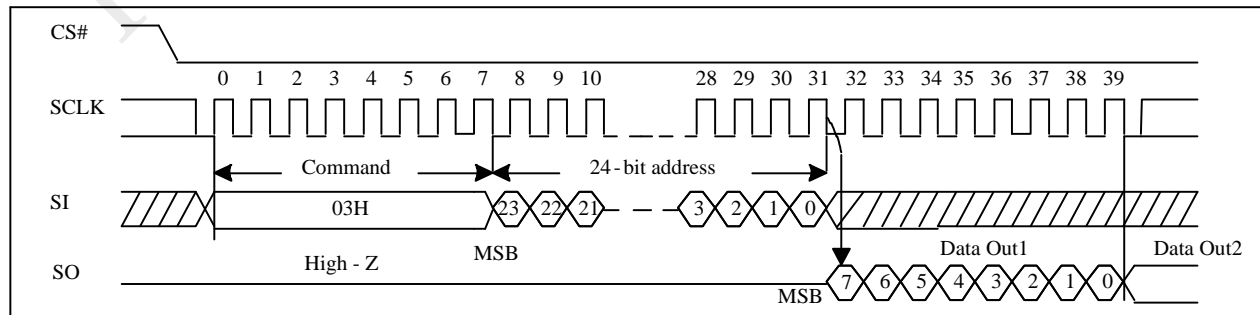 CS#
0 1 2 3 4 5 6 7 8 9 10 28 29 30 31 32 33 34 35 36 37 38 39
SCLK
Command 24-bit address
SI 03H 23 22 21 3 2 1 0
High - Z MSB Data Out1 Data Out2
SO MSB 7 6 5 4 3 2 1 0